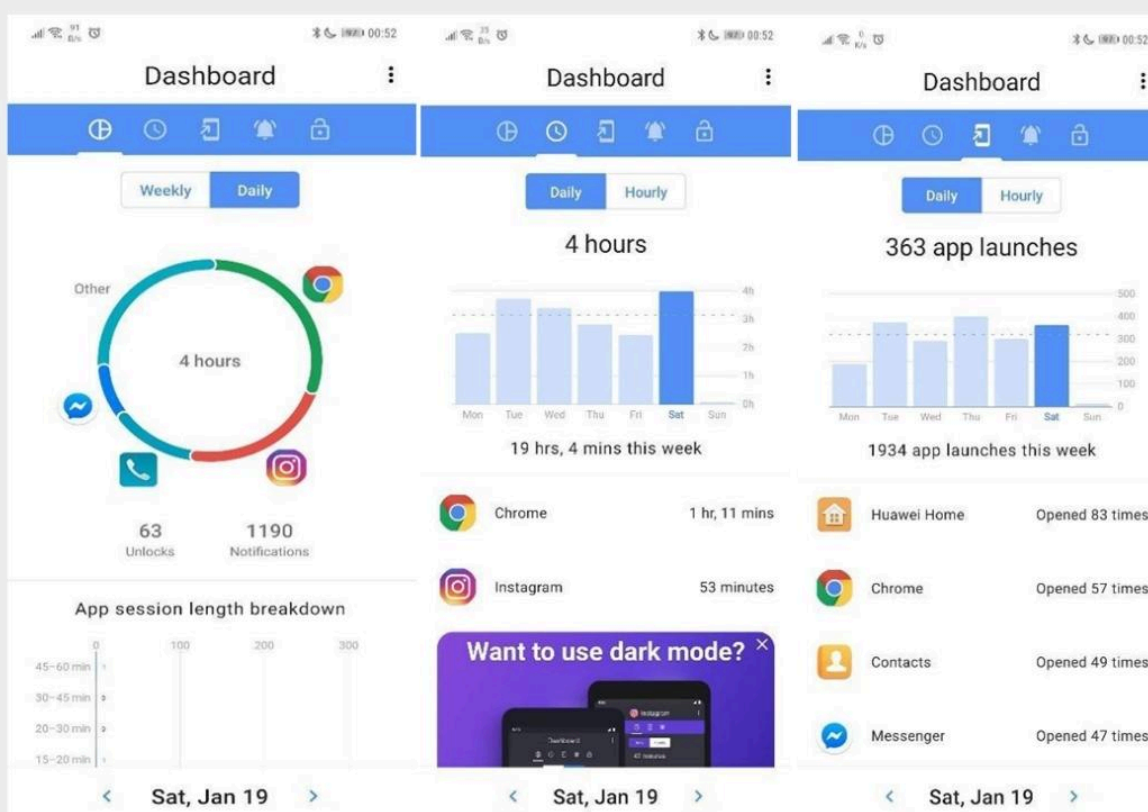 91 B/s 00:52
Dashboard
Weekly Daily
Other
4 hours
63 1190
Unlocks Notifications
App session length breakdown
0 100 200 300
45-60 min
30-45 min
20-30 min
15-20 min
Sat, Jan 19
B/s 00:52
Dashboard
Daily Hourly
4 hours
4h
3h
2h
1h
0h
Mon Tue Wed Thu Fri Sat Sun
19 hrs, 4 mins this week
Chrome 1 hr, 11 mins
Instagram 53 minutes
Want to use dark mode?
Dashboard
Instagram
47 minutes
Sat, Jan 19
0 K/s 00:52
Dashboard
Daily Hourly
363 app launches
500
400
300
200
100
0
Mon Tue Wed Thu Fri Sat Sun
1934 app launches this week
Huawei Home Opened 83 times
Chrome Opened 57 times
Contacts Opened 49 times
Messenger Opened 47 times
Sat, Jan 19